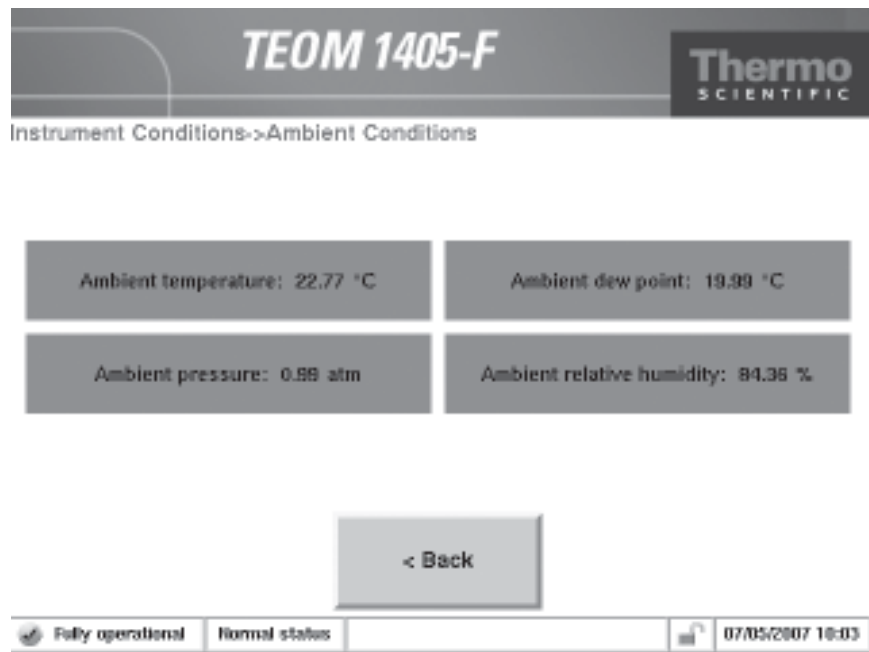 TEOM 1405-F
Thermo
SCIENTIFIC
Instrument Conditions->Ambient Conditions
Ambient temperature: 22.77 °C
Ambient dew point: 19.99 °C
Ambient pressure: 0.99 atm
Ambient relative humidity: 84.36 %
< Back
Fully operational
Normal status
07/05/2007 10:03